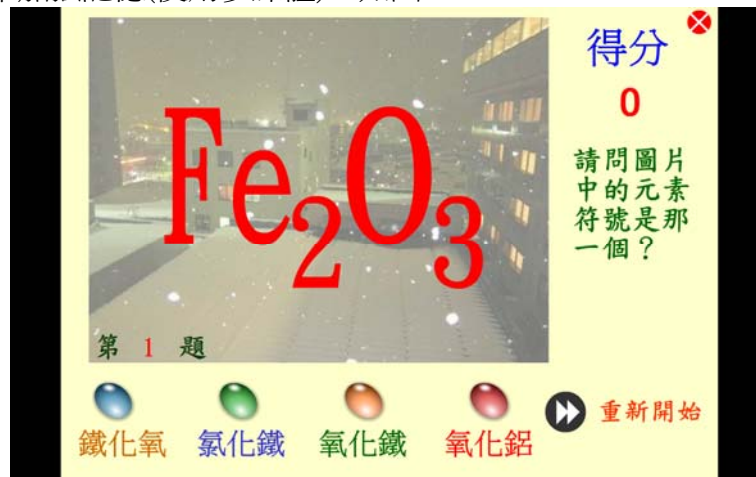 得分
0
Fe₂O₃
請問圖片
中的元素
符號是那
一個？
第 1 題
鐵化氧
氯化鐵
氧化鐵
氧化鋁
重新開始